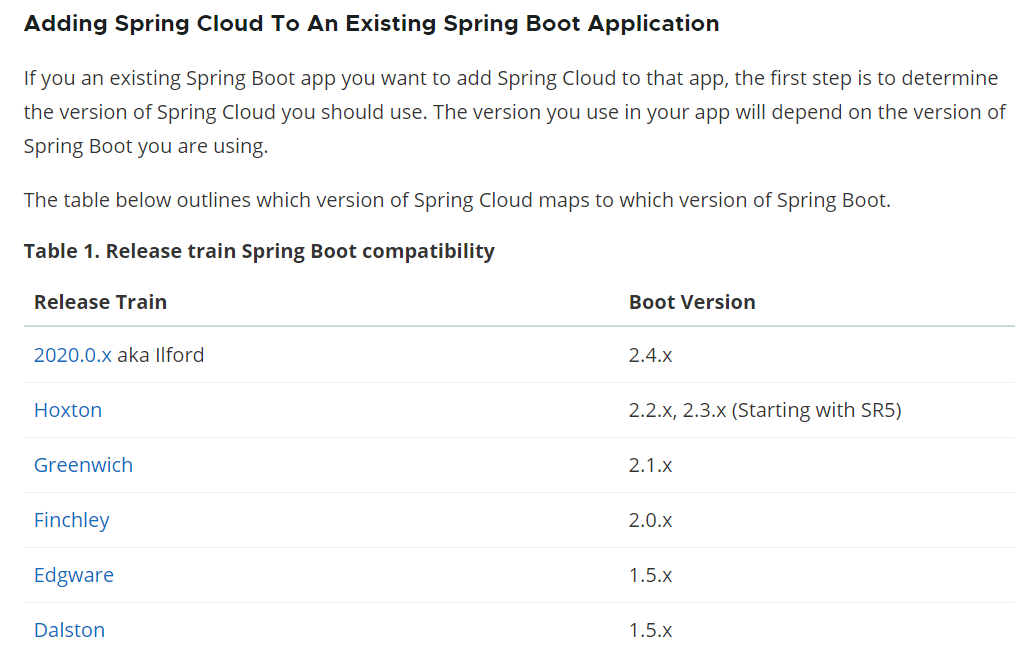 Adding Spring Cloud To An Existing Spring Boot Application
If you an existing Spring Boot app you want to add Spring Cloud to that app, the first step is to determine
the version of Spring Cloud you should use. The version you use in your app will depend on the version of
Spring Boot you are using.
The table below outlines which version of Spring Cloud maps to which version of Spring Boot.
Table 1. Release train Spring Boot compatibility
Release Train Boot Version
2020.0.x aka Ilford 2.4.x
Hoxton 2.2.x, 2.3.x (Starting with SR5)
Greenwich 2.1.x
Finchley 2.0.x
Edgware 1.5.x
Dalston 1.5.x